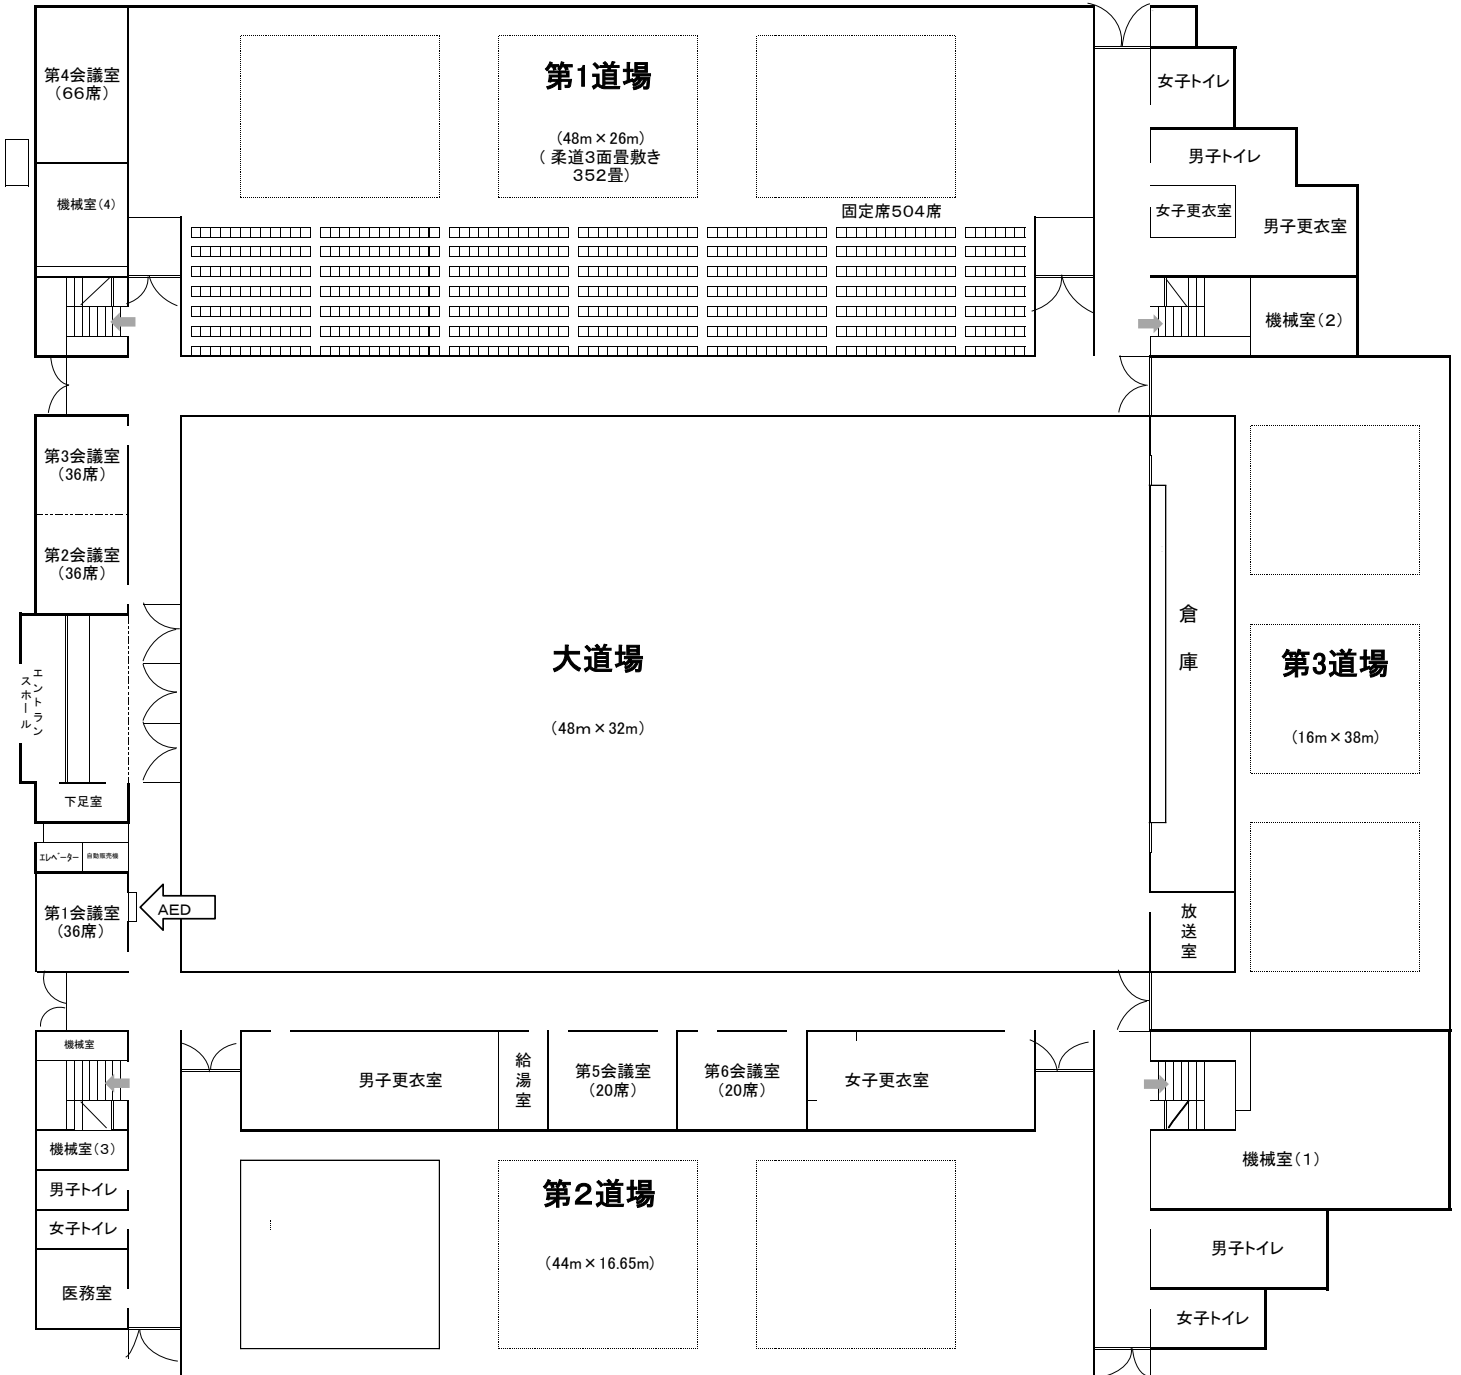 第4会議室
(66席)
第1道場
(48m×26m)
( 柔道3面畳敷き
352畳)
女子トイレ
男子トイレ
機械室(4)
固定席504席
女子更衣室
男子更衣室
機械室(2)
第3会議室
(36席)
第2会議室
(36席)
エントラン
スホール
大道場
(48m×32m)
倉
庫
第3道場
(16m×38m)
下足室
エレベーター
自動販売機
第1会議室
(36席)
AED
放
送
室
機械室
男子更衣室
給
湯
室
第5会議室
(20席)
第6会議室
(20席)
女子更衣室
機械室(3)
機械室(1)
男子トイレ
第2道場
女子トイレ
(44m×16.65m)
男子トイレ
医務室
女子トイレ